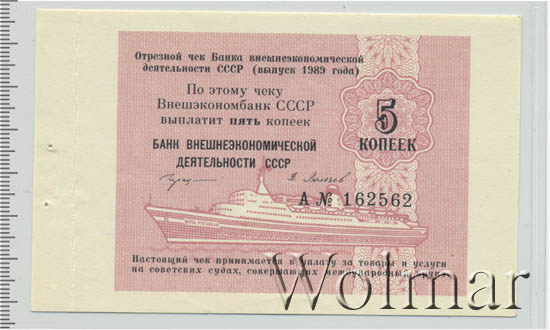 Отрезной чек Банка внешнеэкономической
деятельности СССР (выпуск 1989 года)
По этому чеку
Внешэкономбанк СССР
выплатит пять копеек
5
КОПЕЕК
БАНК ВНЕШНЕЭКОНОМИЧЕСКОЙ
ДЕЯТЕЛЬНОСТИ СССР
А № 162562
Настоящий чек принимается в уплату за товары и услуги
на советских судах, совершающих международные
Wolmar